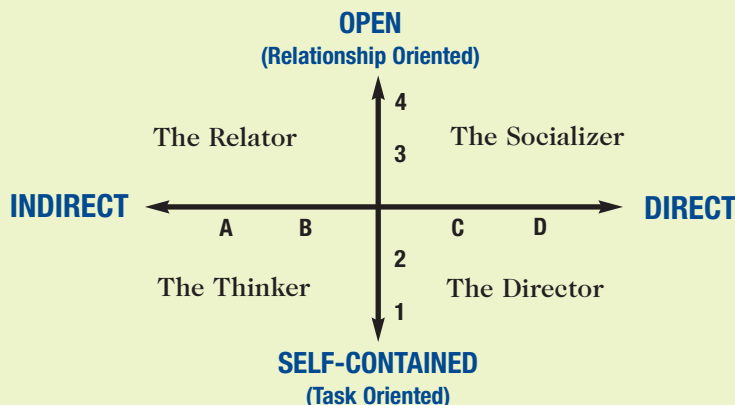 OPEN
(Relationship Oriented)
4
The Relator
The Socializer
3
INDIRECT
DIRECT
A
B
C
D
2
The Thinker
The Director
1
SELF-CONTAINED
(Task Oriented)